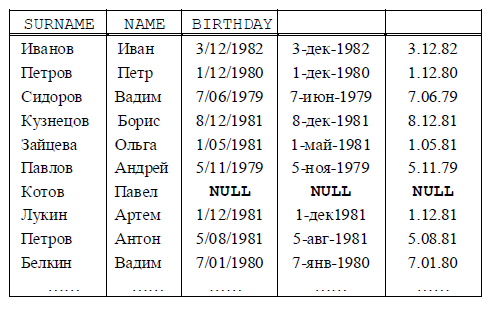 SURNAME NAME BIRTHDAY
Иванов Иван 3/12/1982 3-дек-1982 3.12.82
Петров Петр 1/12/1980 1-дек-1980 1.12.80
Сидоров Вадим 7/06/1979 7-июн-1979 7.06.79
Кузнецов Борис 8/12/1981 8-дек-1981 8.12.81
Зайцева Ольга 1/05/1981 1-май-1981 1.05.81
Павлов Андрей 5/11/1979 5-ноя-1979 5.11.79
Котов Павел NULL NULL NULL
Лукин Артем 1/12/1981 1-дек1981 1.12.81
Петров Антон 5/08/1981 5-авг-1981 5.08.81
Белкин Вадим 7/01/1980 7-янв-1980 7.01.80
...... ...... ...... ...... ......